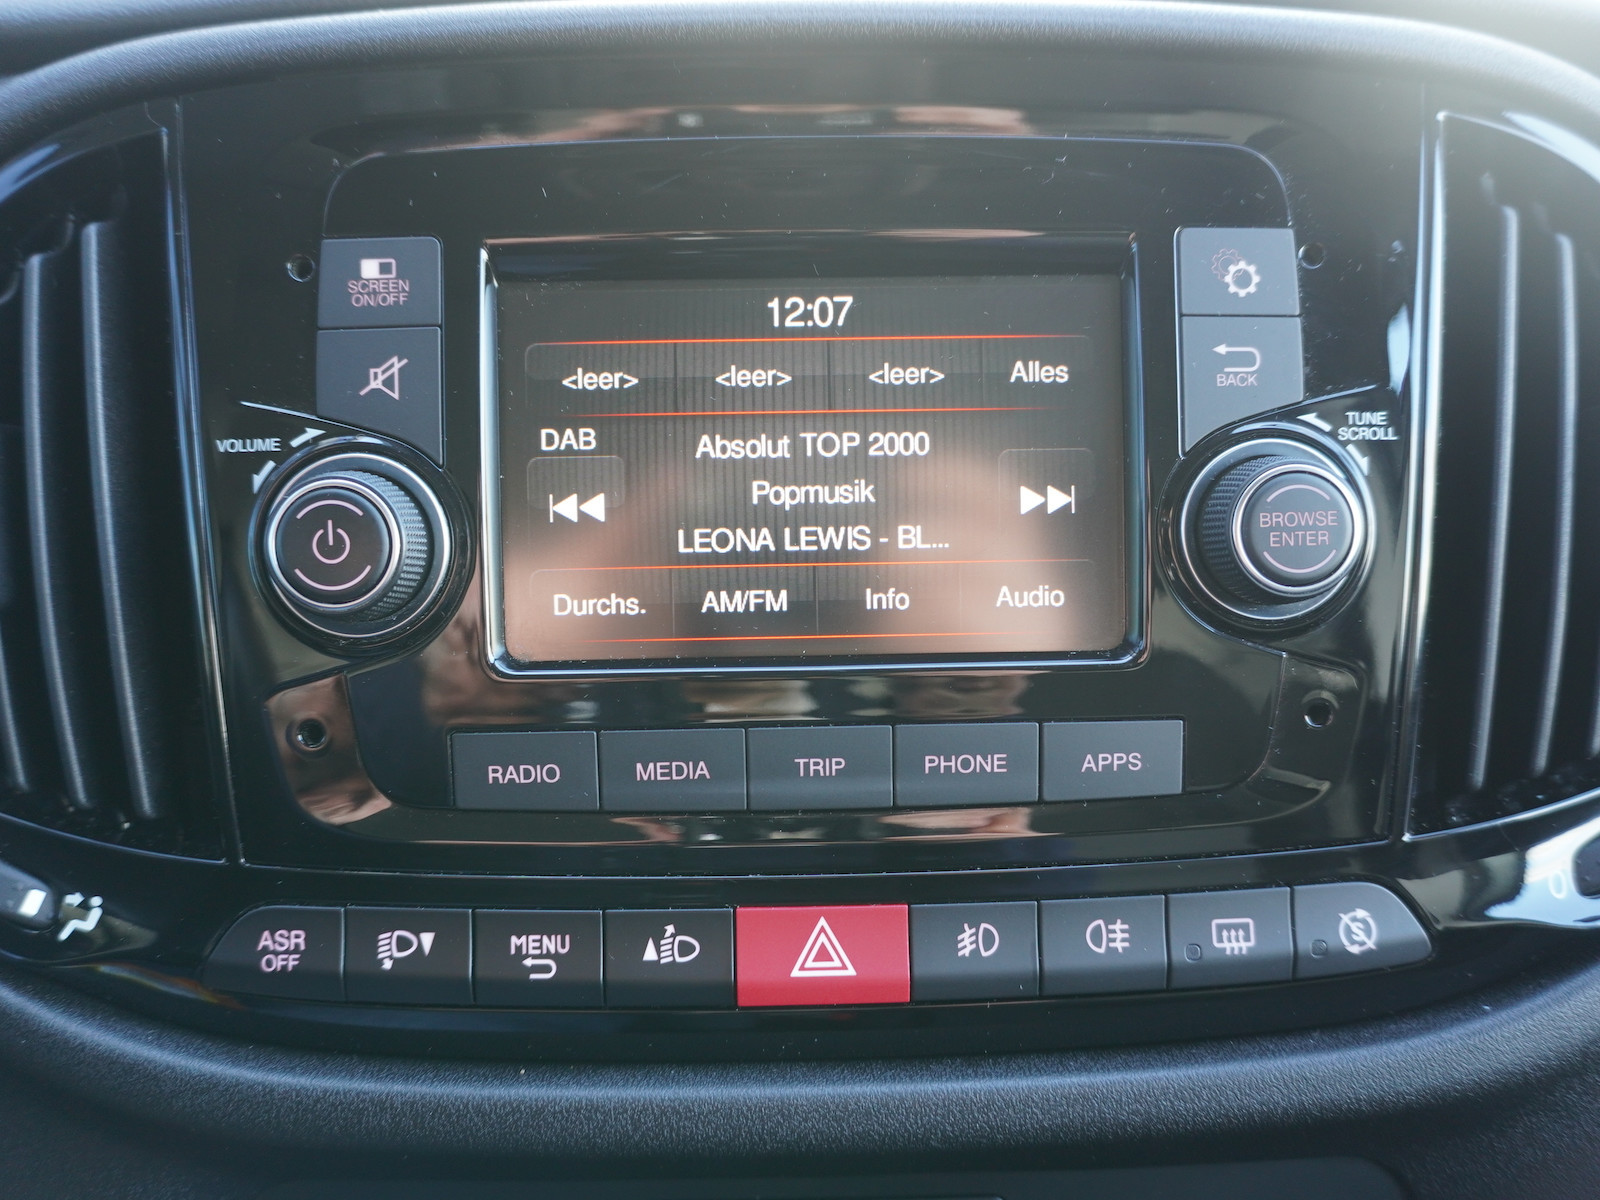 12:07
SCREEN
ON/OFF
<leer> <leer> <leer> Alles
BACK
VOLUME
DAB
Absolut TOP 2000
TUNE
SCROLL
Popmusik
LEONA LEWIS - BL...
BROWSE
ENTER
Durchs. AM/FM Info Audio
RADIO MEDIA TRIP PHONE APPS
ASR
OFF
MENU